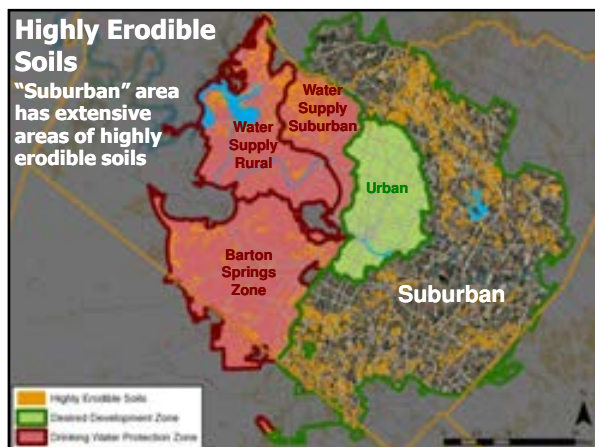 Highly Erodible
Soils
“Suburban” area
has extensive
areas of highly
erodible soils
Water
Supply
Suburban
Water
Supply
Rural
Urban
Barton
Springs
Zone
Suburban
Highly Erodible Soils
Desired Development Zone
Drinking Water Protection Zone